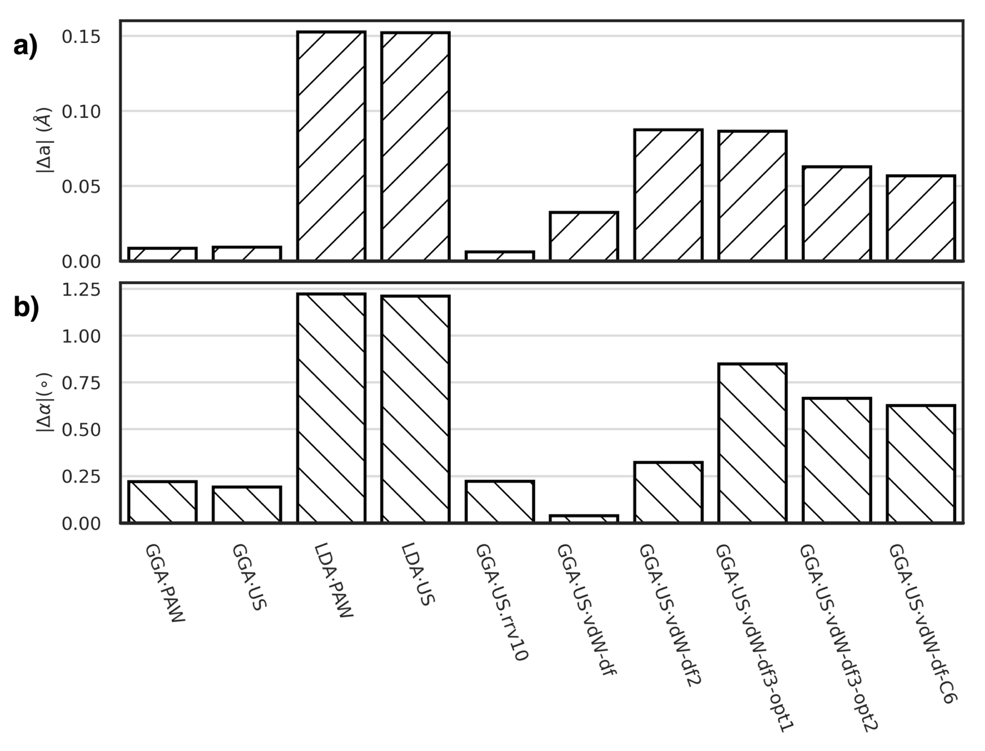 a)
|Δa| (Å)
0.15
0.10
0.05
0.00
b)
|Δα|(∘)
1.25
1.00
0.75
0.50
0.25
0.00
GGA·PAW
GGA·US
LDA·PAW
LDA·US
GGA·US.rrv10
GGA·US·vdW-df
GGA·US·vdW-df2
GGA·US·vdW-df3-opt1
GGA·US·vdW-df3-opt2
GGA·US·vdW-df-C6